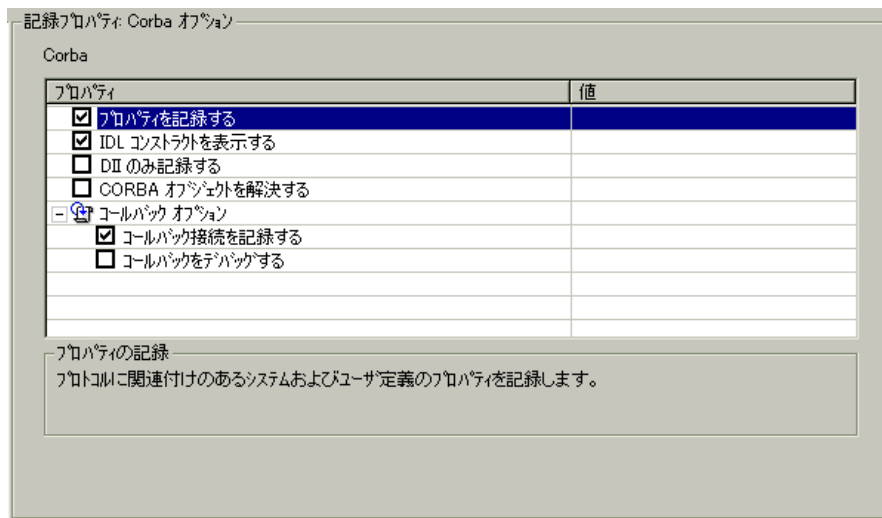 記録プロパティ: Corba オプション
Corba
プロパティ 値
プロパティを記録する
IDL コンストラクトを表示する
DII のみ記録する
CORBA オブジェクトを解決する
コールバック オプション
コールバック接続を記録する
コールバックをデバッグする
プロパティの記録
プロトコルに関連付けのあるシステムおよびユーザ定義のプロパティを記録します。